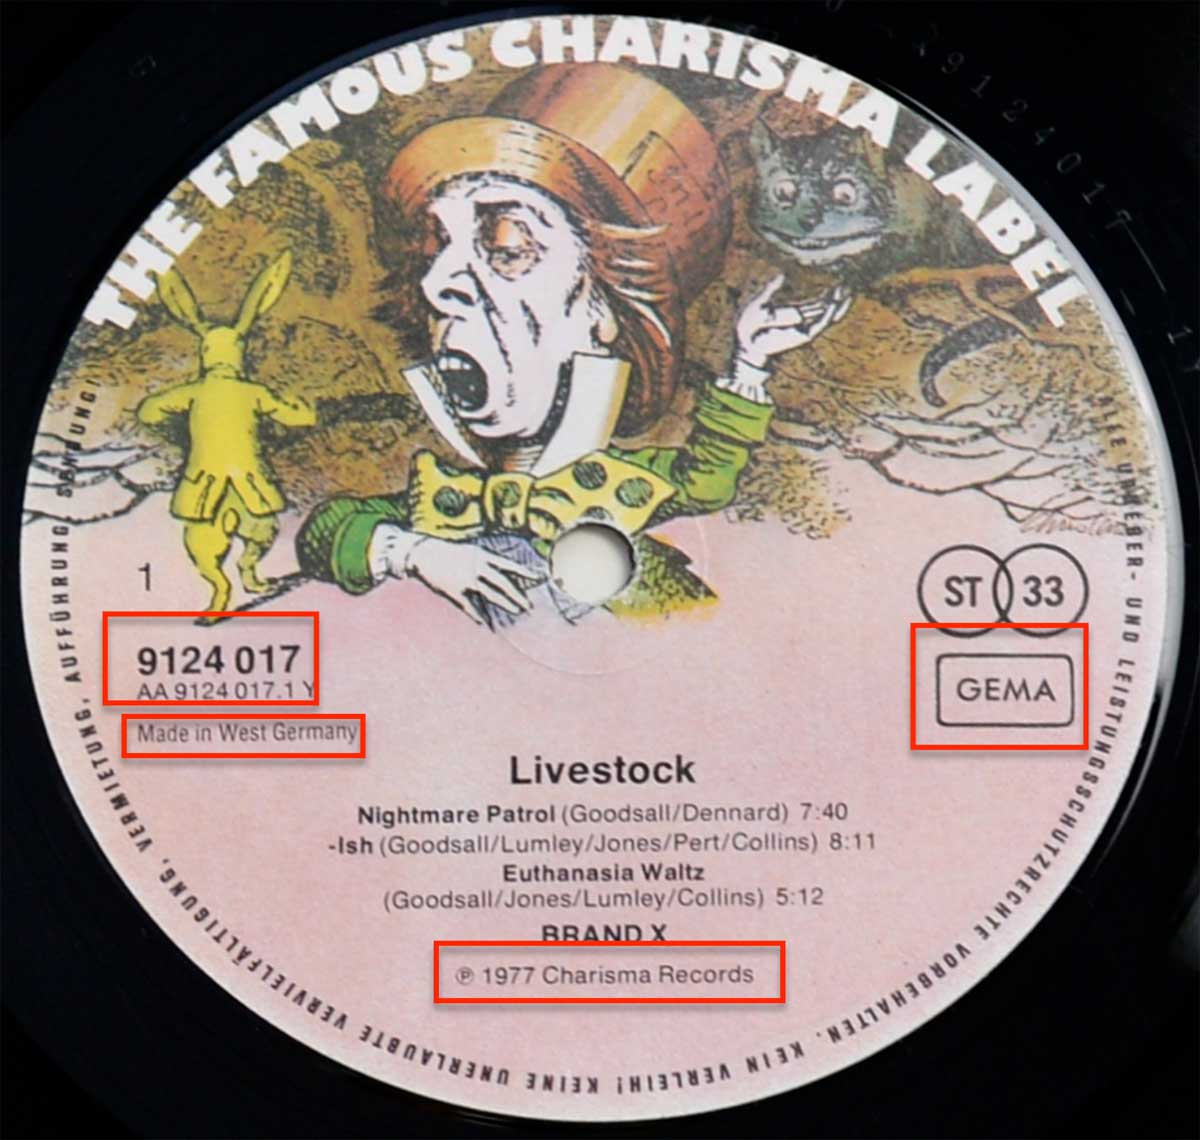 THE FAMOUS CHARISMA LABEL
1
ST 33
9124 017
AA 9124 017.1 Y
GEMA
Made in West Germany
Livestock
Nightmare Patrol (Goodsall/Dennard) 7:40
-Ish (Goodsall/Lumley/Jones/Pert/Collins) 8:11
Euthanasia Waltz
(Goodsall/Jones/Lumley/Collins) 5:12
BRAND X
℗ 1977 Charisma Records
ALLE URHEBER- UND LEISTUNGSSCHUTZRECHTE VORBEHALTEN. KEIN VERLEIH! KEINE UNERLAUBTE VERVIELFÄLTIGUNG, VERMIETUNG, AUFFÜHRUNG, SENDUNG!